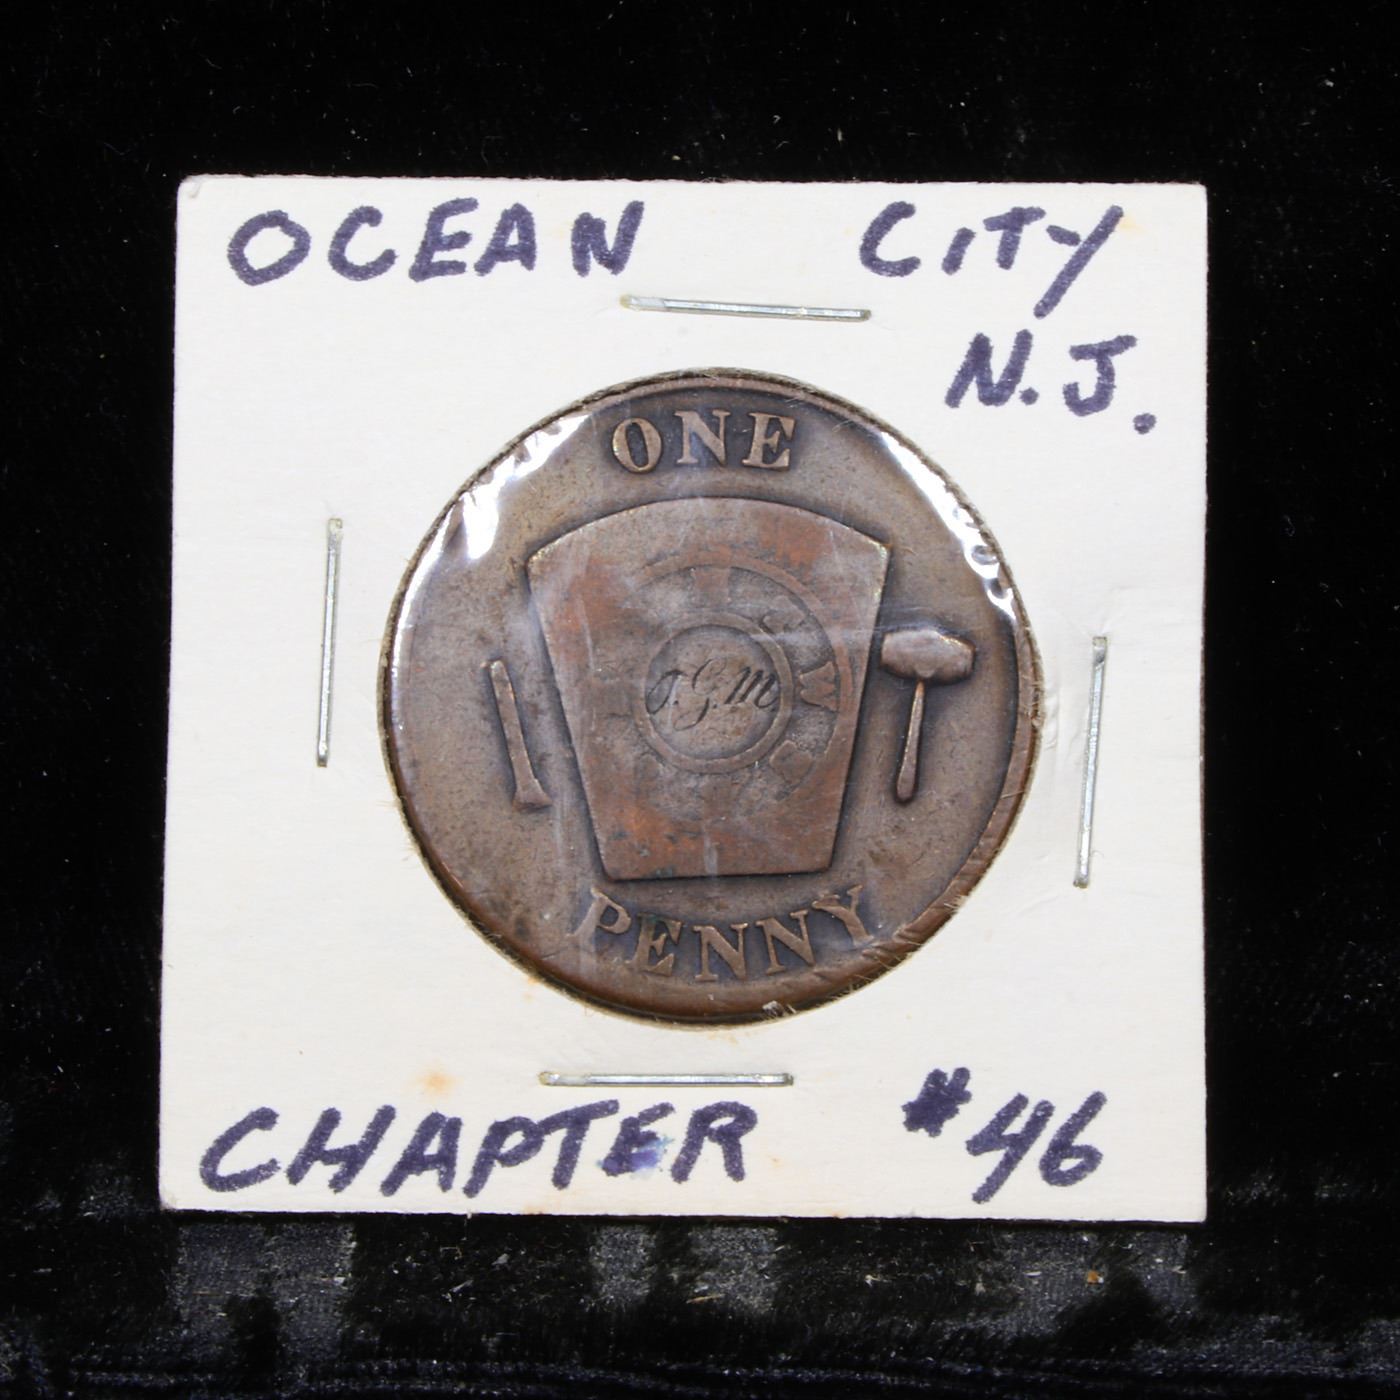 OCEAN CITY
N.J.
ONE
J.G.M
W
PENNY
CHAPTER #46